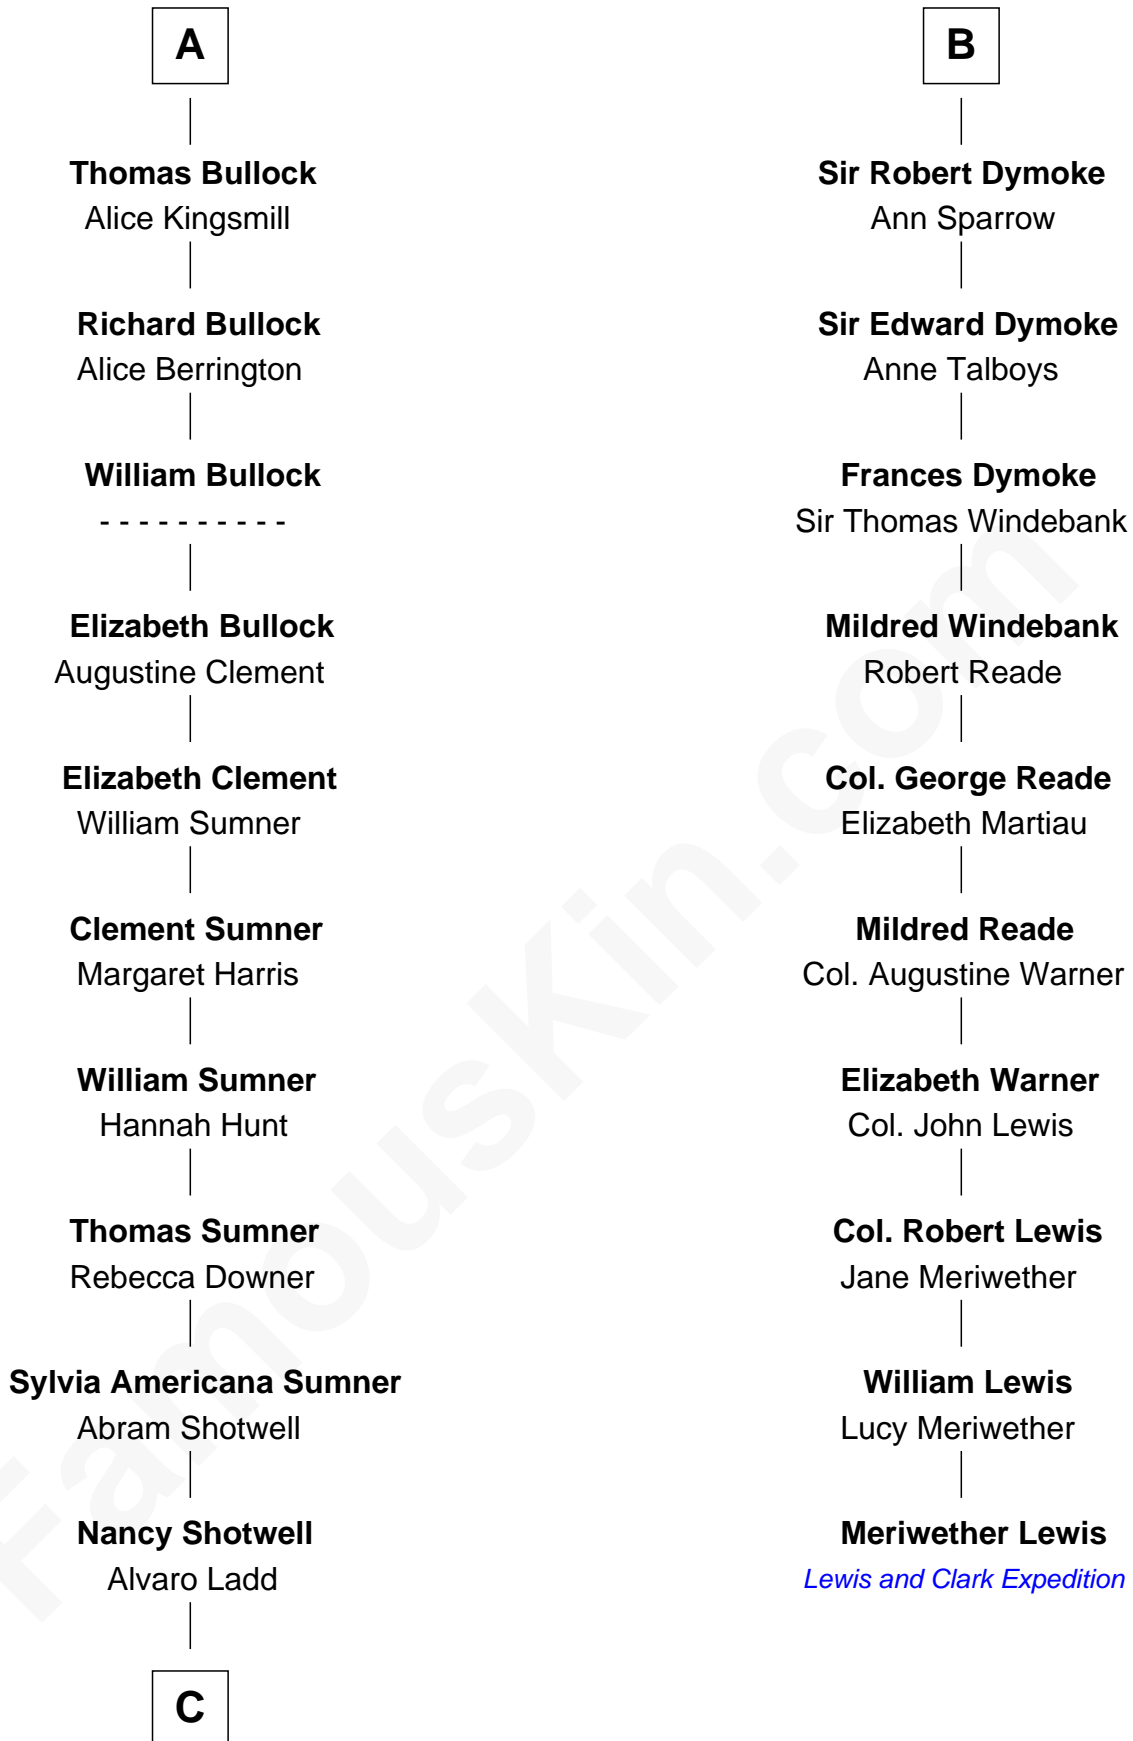 A
Thomas Bullock
Alice Kingsmill
Richard Bullock
Alice Berrington
William Bullock
- - - - - - - - - -
Elizabeth Bullock
Augustine Clement
Elizabeth Clement
William Sumner
Clement Sumner
Margaret Harris
William Sumner
Hannah Hunt
Thomas Sumner
Rebecca Downer
Sylvia Americana Sumner
Abram Shotwell
Nancy Shotwell
Alvaro Ladd
C
B
Sir Robert Dymoke
Ann Sparrow
Sir Edward Dymoke
Anne Talboys
Frances Dymoke
Sir Thomas Windebank
Mildred Windebank
Robert Reade
Col. George Reade
Elizabeth Martiau
Mildred Reade
Col. Augustine Warner
Elizabeth Warner
Col. John Lewis
Col. Robert Lewis
Jane Meriwether
William Lewis
Lucy Meriwether
Meriwether Lewis
Lewis and Clark Expedition
FamousKin.com